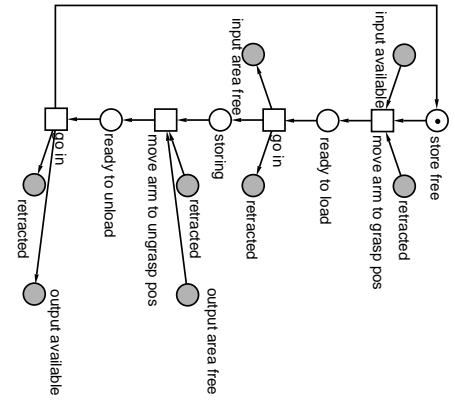 store free
input available
retracted
move arm to grasp pos
ready to load
input area free
go in
retracted
storing
move arm to ungrasp pos
retracted
output area free
ready to unload
go in
retracted
output available